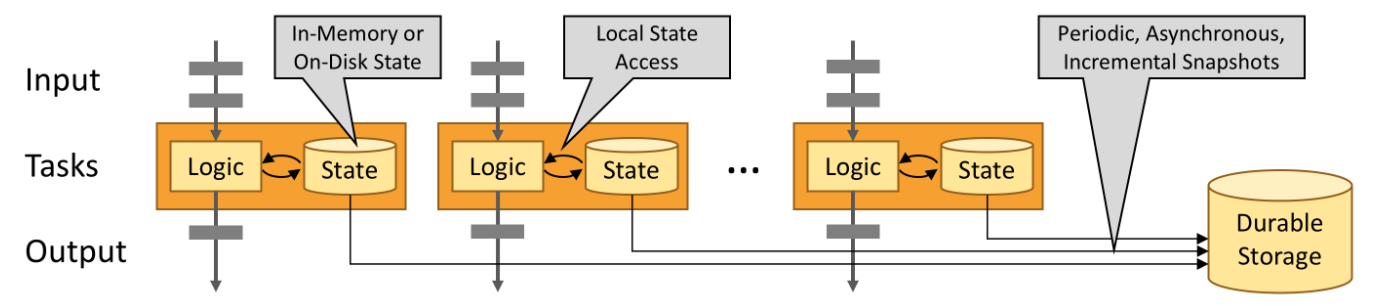 In-Memory or
On-Disk State
Local State
Access
Periodic, Asynchronous,
Incremental Snapshots
Input
Tasks
Logic
State
Logic
State
...
Logic
State
Durable
Storage
Output